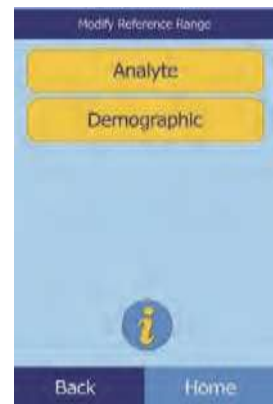 Modify Reference Range
Analyte
Demographic
i
Back
Home